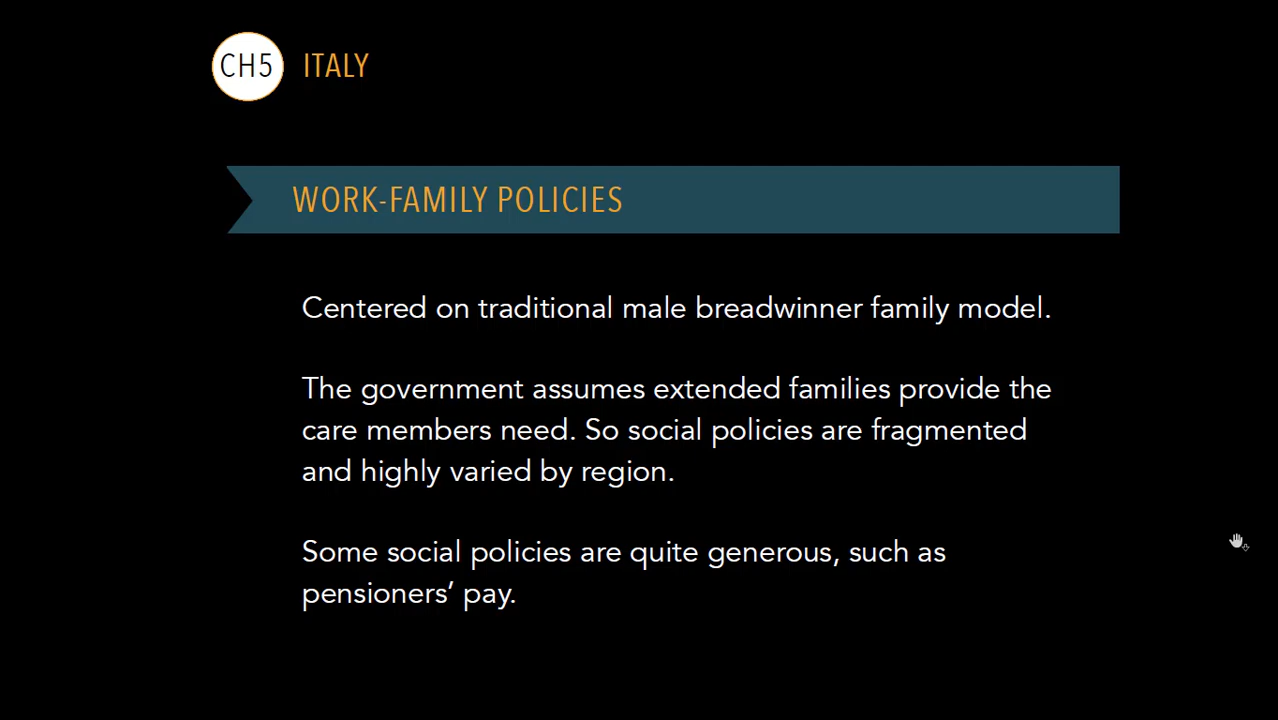 CH5 ITALY
WORK-FAMILY POLICIES
Centered on traditional male breadwinner family model.
The government assumes extended families provide the
care members need. So social policies are fragmented
and highly varied by region.
Some social policies are quite generous, such as
pensioners’ pay.